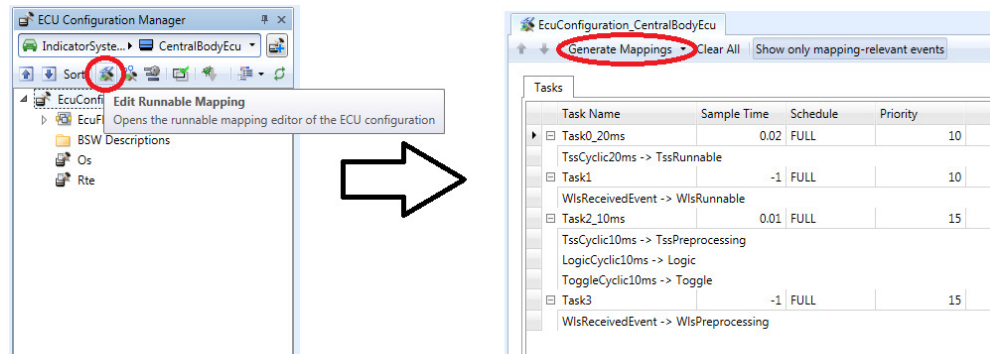 ECU Configuration Manager
IndicatorSyste... CentralBodyEcu
Sort
EcuConfi
Edit Runnable Mapping
EcuFl
Opens the runnable mapping editor of the ECU configuration
BSW Descriptions
Os
Rte
EcuConfiguration_CentralBodyEcu
Generate Mappings Clear All Show only mapping-relevant events
Tasks
Task Name Sample Time Schedule Priority
Task0_20ms 0.02 FULL 10
TssCyclic20ms -> TssRunnable
Task1 -1 FULL 10
WlsReceivedEvent -> WlsRunnable
Task2_10ms 0.01 FULL 15
TssCyclic10ms -> TssPreprocessing
LogicCyclic10ms -> Logic
ToggleCyclic10ms -> Toggle
Task3 -1 FULL 15
WlsReceivedEvent -> WlsPreprocessing